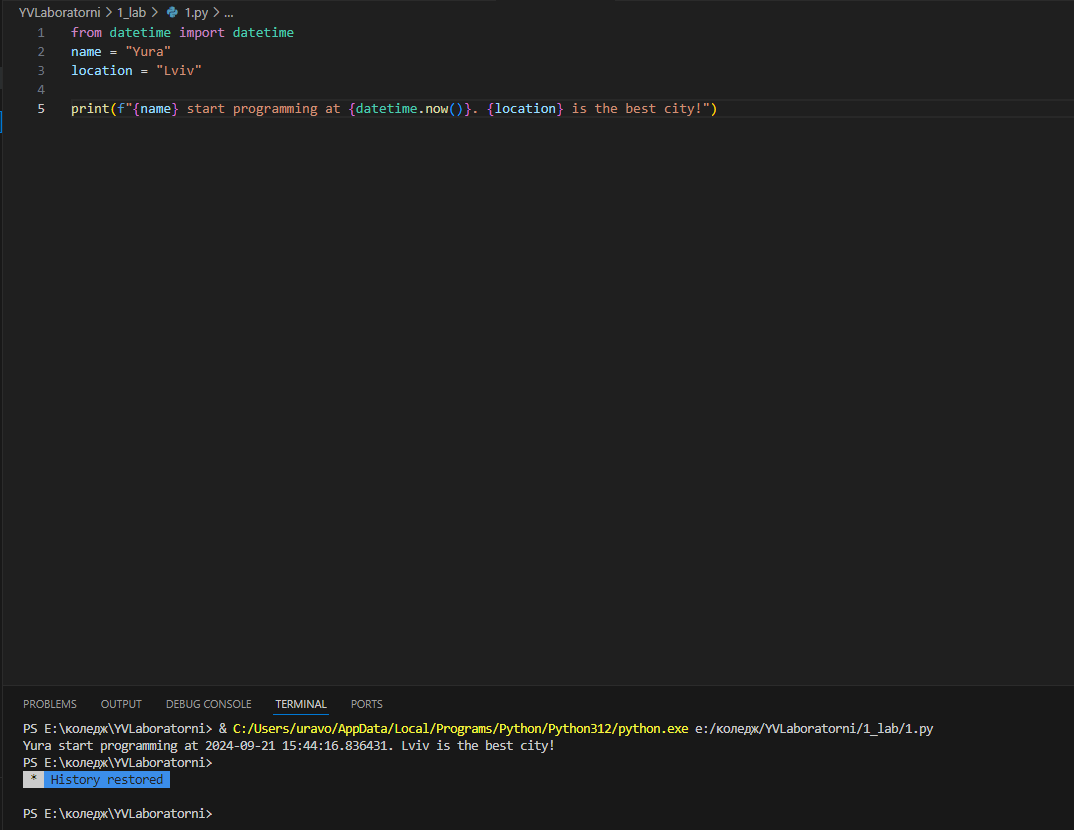 YVLaboratorni > 1_lab > 1.py > ...
1 from datetime import datetime
2 name = "Yura"
3 location = "Lviv"
4
5 print(f"{name} start programming at {datetime.now()}. {location} is the best city!")
PROBLEMS OUTPUT DEBUG CONSOLE TERMINAL PORTS
PS E:\коледж\YVLaboratorni> & C:/Users/uravo/AppData/Local/Programs/Python/Python312/python.exe e:/коледж/YVLaboratorni/1_lab/1.py
Yura start programming at 2024-09-21 15:44:16.836431. Lviv is the best city!
PS E:\коледж\YVLaboratorni>
* History restored
PS E:\коледж\YVLaboratorni>